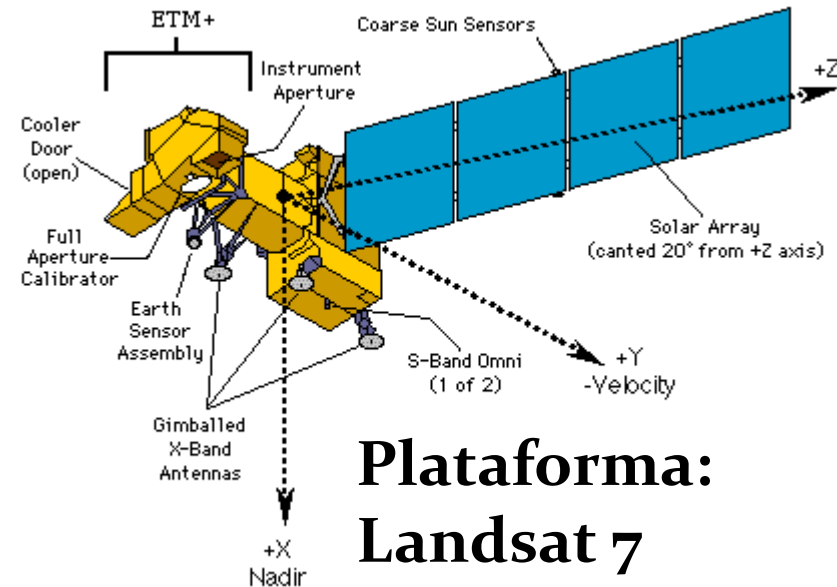 ETM+
Coarse Sun Sensors
Instrument
Aperture
+Z
Cooler
Door
(open)
Full
Aperture
Calibrator
Solar Array
(canted 20° from +Z axis)
Earth
Sensor
Assembly
S-Band Omni
(1 of 2)
+Y
-Velocity
Gimballed
X-Band
Antennas
+X
Nadir
Plataforma:
Landsat 7